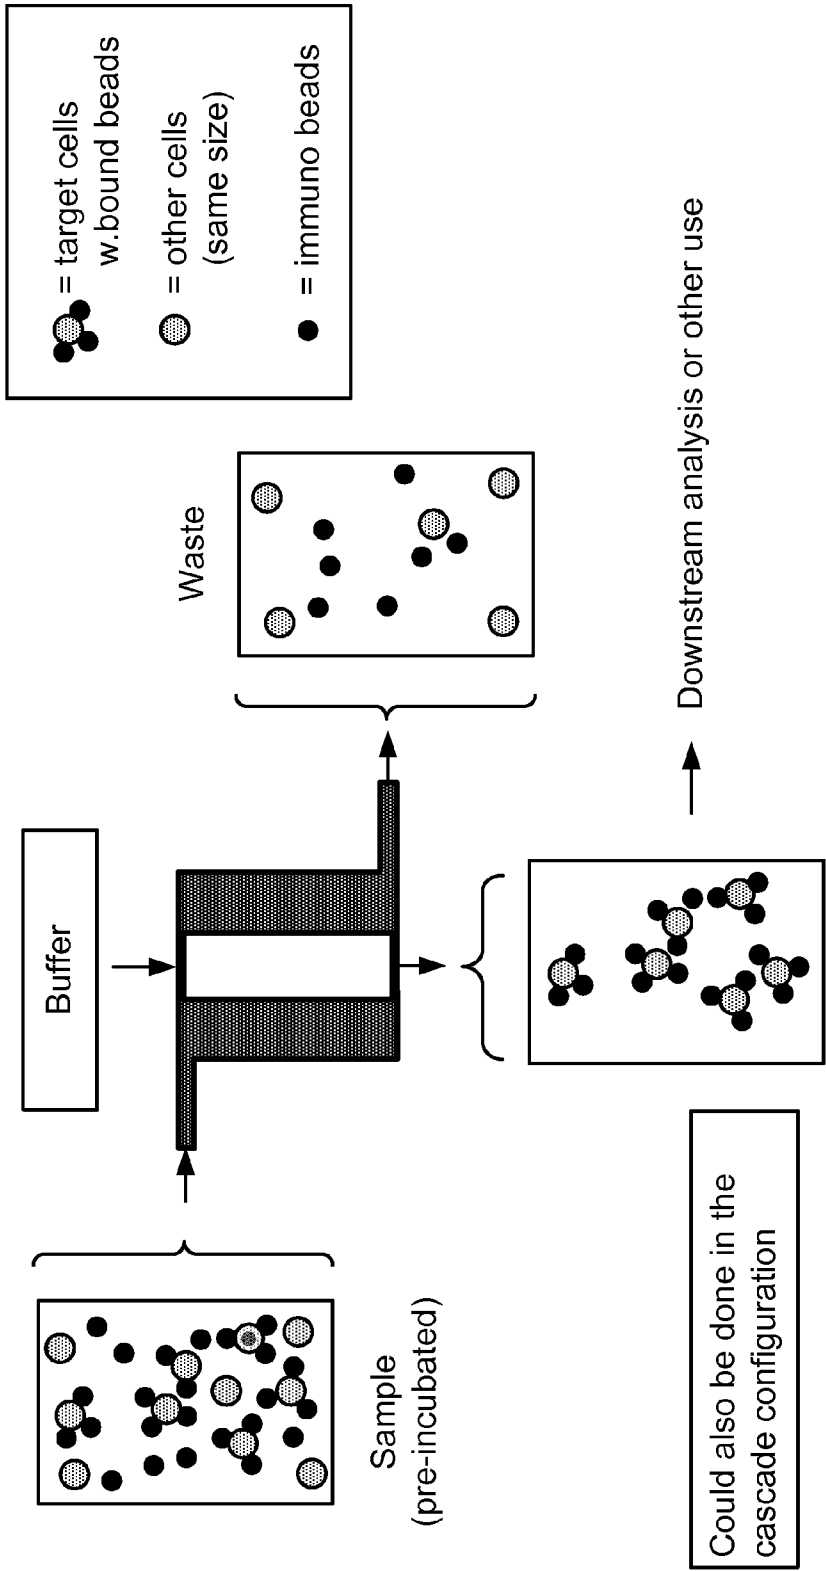 = target cells
w.bound beads
= other cells
(same size)
= immuno beads
Buffer
Waste
Sample
(pre-incubated)
Downstream analysis or other use
Could also be done in the
cascade configuration